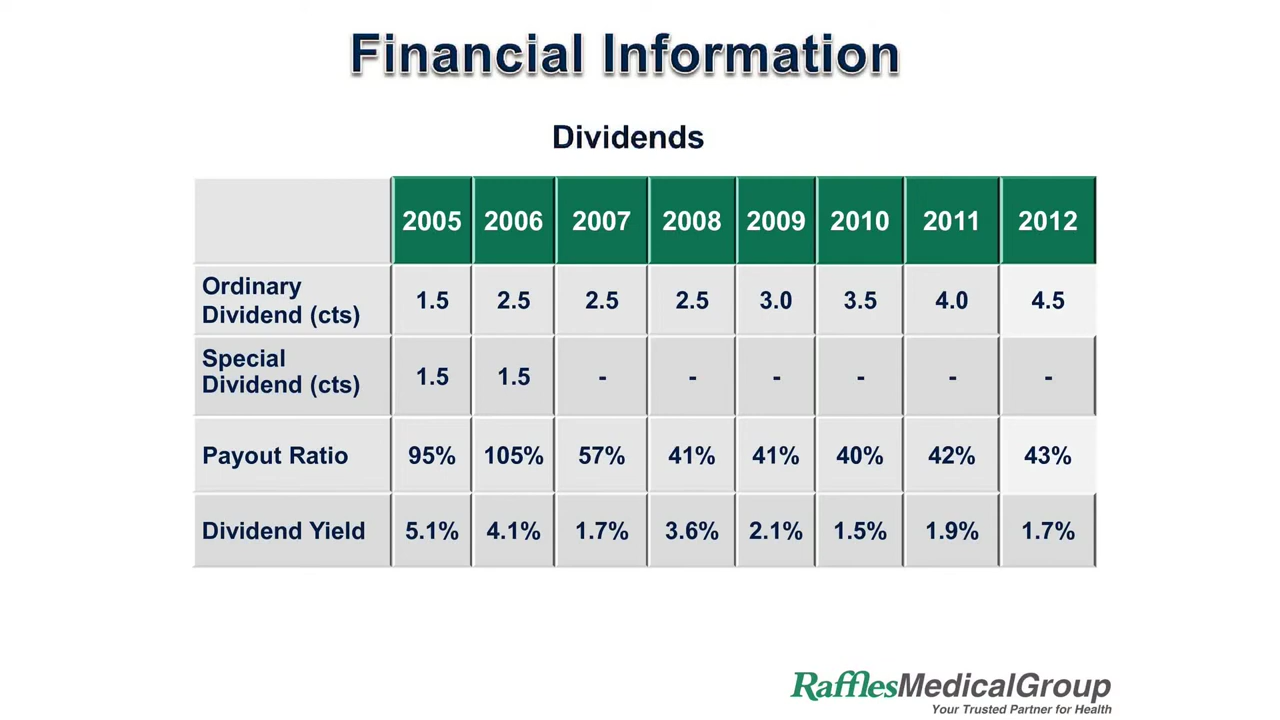 Financial Information
Dividends
2005 2006 2007 2008 2009 2010 2011 2012
Ordinary
Dividend (cts) 1.5 2.5 2.5 2.5 3.0 3.5 4.0 4.5
Special
Dividend (cts) 1.5 1.5 - - - - - -
Payout Ratio 95% 105% 57% 41% 41% 40% 42% 43%
Dividend Yield 5.1% 4.1% 1.7% 3.6% 2.1% 1.5% 1.9% 1.7%
RafflesMedicalGroup
Your Trusted Partner for Health